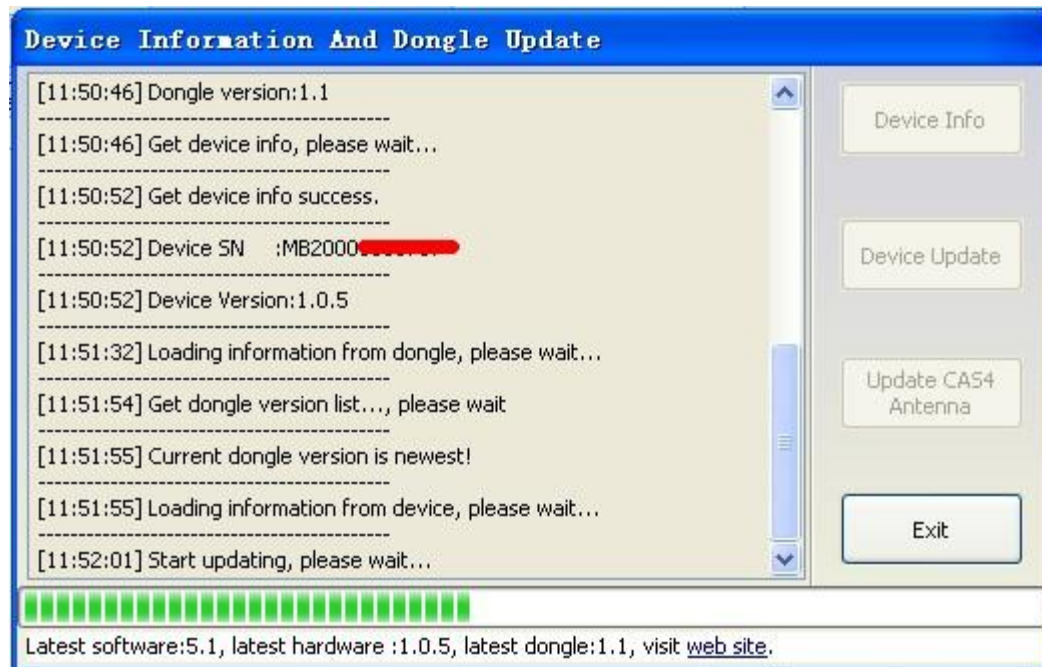 Device Information And Dongle Update
[11:50:46] Dongle version:1.1
----------------------------------------
[11:50:46] Get device info, please wait...
----------------------------------------
[11:50:52] Get device info success.
----------------------------------------
[11:50:52] Device SN :MB2000
----------------------------------------
[11:50:52] Device Version:1.0.5
----------------------------------------
[11:51:32] Loading information from dongle, please wait...
----------------------------------------
[11:51:54] Get dongle version list..., please wait
----------------------------------------
[11:51:55] Current dongle version is newest!
----------------------------------------
[11:51:55] Loading information from device, please wait...
----------------------------------------
[11:52:01] Start updating, please wait...
Device Info
Device Update
Update CAS4
Antenna
Exit
Latest software:5.1, latest hardware :1.0.5, latest dongle:1.1, visit web site.